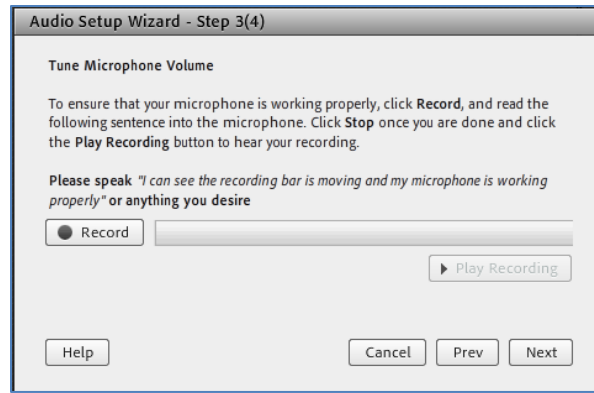 Audio Setup Wizard - Step 3(4)
Tune Microphone Volume
To ensure that your microphone is working properly, click Record, and read the
following sentence into the microphone. Click Stop once you are done and click
the Play Recording button to hear your recording.
Please speak "I can see the recording bar is moving and my microphone is working
properly" or anything you desire
Record
Play Recording
Help Cancel Prev Next